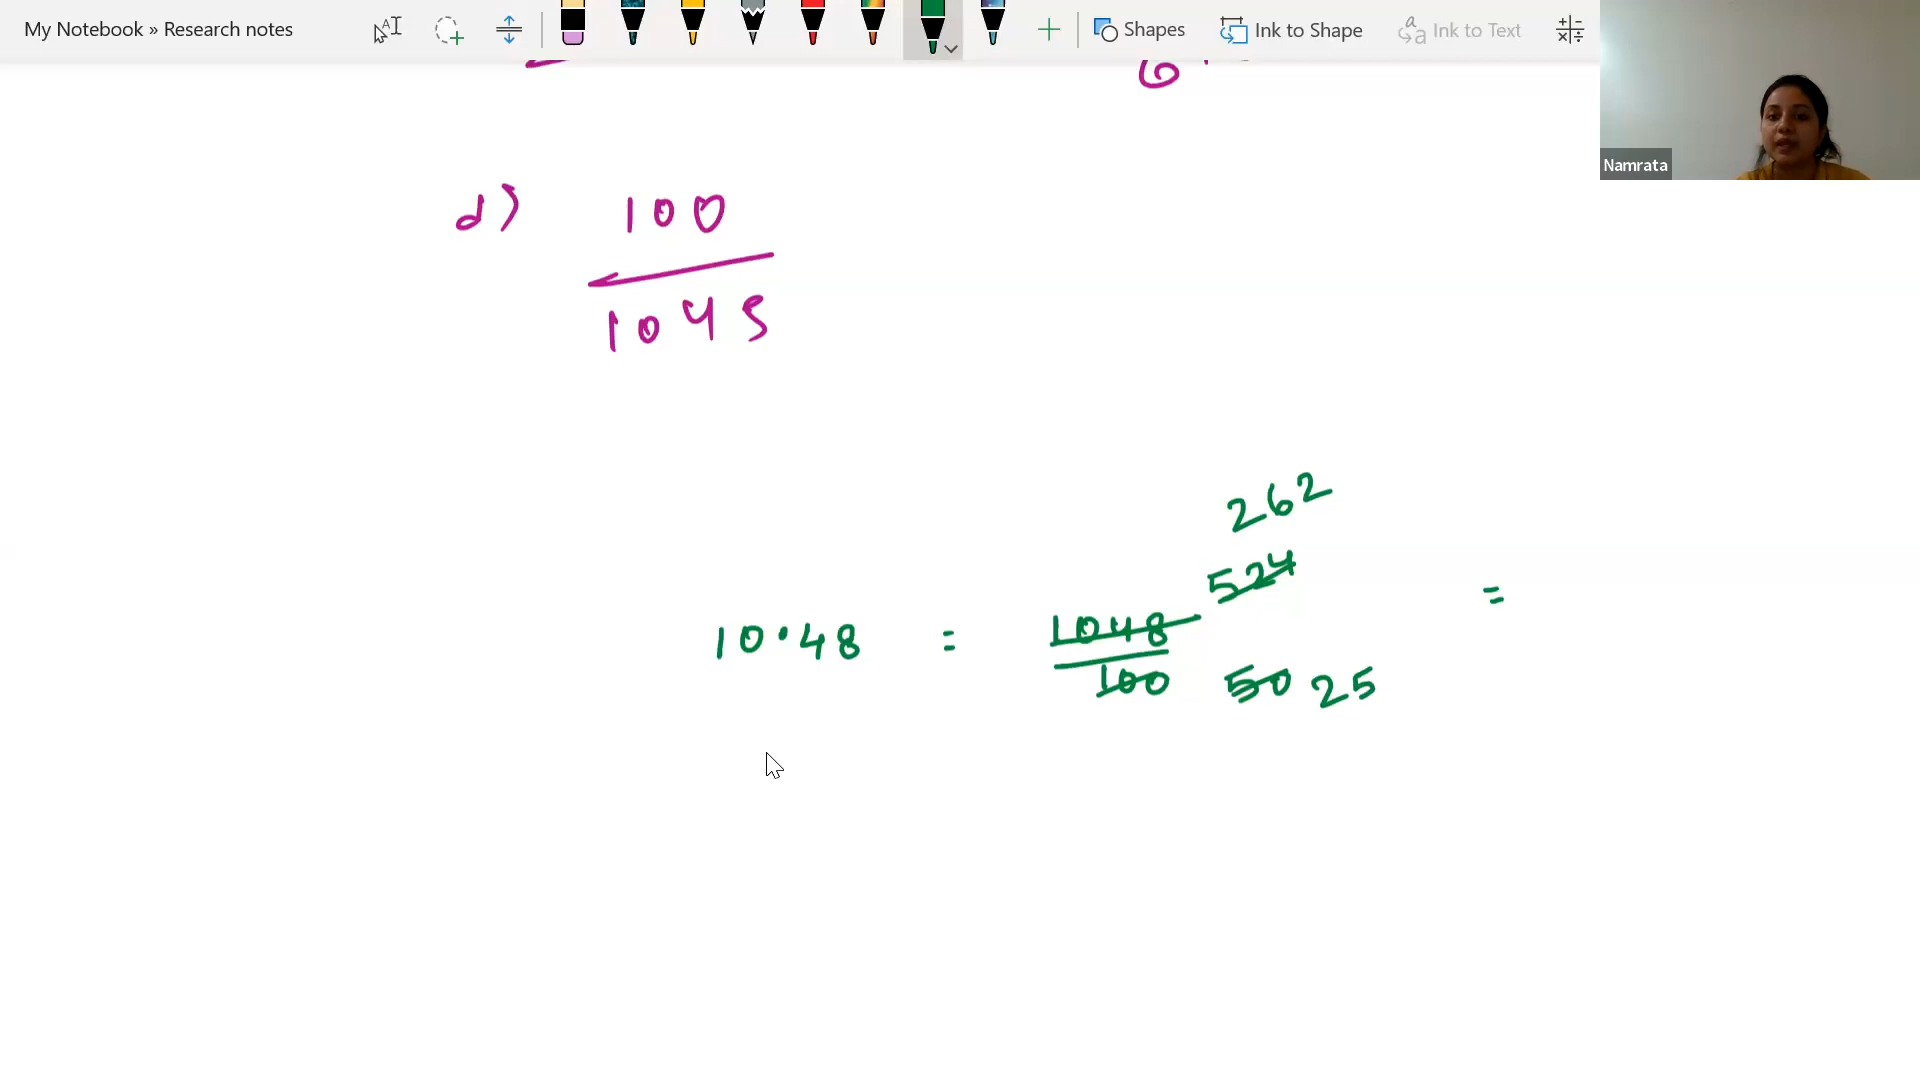 My Notebook » Research notes
Shapes
Ink to Shape
Ink to Text
Namrata
6
d) 100
1045
262
524
10.48 = 1048 =
100 50 25